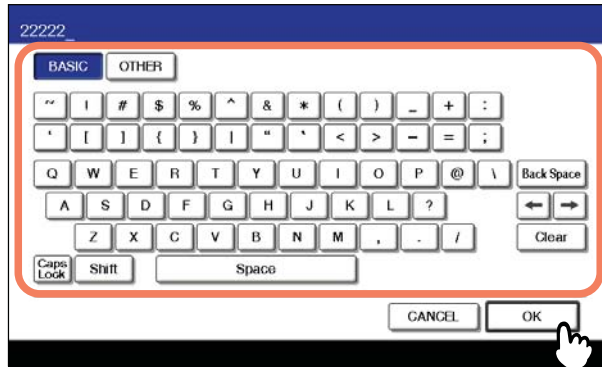 22222_
BASIC OTHER
~ ! # $ % ^ & * ( ) _ + :
' [ ] { } | " ` < > - = ;
Q W E R T Y U I O P @ \ Back Space
A S D F G H J K L ? ← →
Z X C V B N M , . / Clear
Caps Lock Shift Space
CANCEL OK